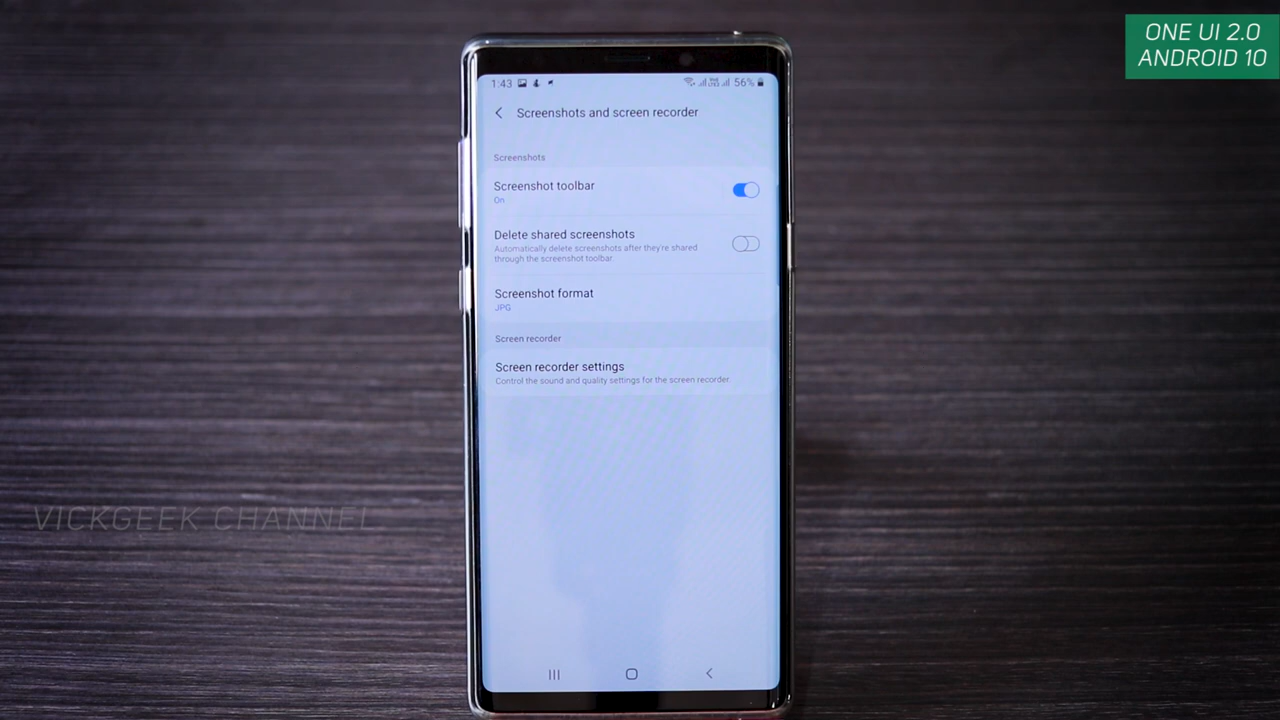 ONE UI 2.0
ANDROID 10
1:43
56%
Screenshots and screen recorder
Screenshots
Screenshot toolbar
On
Delete shared screenshots
Automatically delete screenshots after they're shared
through the screenshot toolbar.
Screenshot format
JPG
Screen recorder
Screen recorder settings
Control the sound and quality settings for the screen recorder.
VICKGEEK CHANNEL